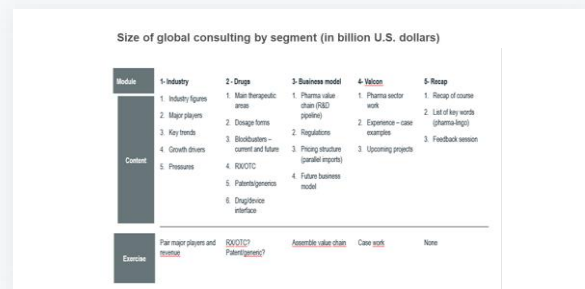 Size of global consulting by segment (in billion U.S. dollars)
Module
1- Industry
2 - Drugs
3- Business model
4- Valcon
5- Recap
Content
1. Industry figures
2. Major players
3. Key trends
4. Growth drivers
5. Pressures
1. Main therapeutic
areas
2. Dosage forms
3. Blockbusters –
current and future
4. RX/OTC
5. Patents/generics
6. Drug/device
interface
1. Pharma value
chain (R&D
pipeline)
2. Regulations
3. Pricing structure
(parallel imports)
4. Future business
model
1. Pharma sector
work
2. Experience – case
examples
3. Upcoming projects
1. Recap of course
2. List of key words
(pharma-lingo)
3. Feedback session
Exercise
Pair major players and
revenue
RX/OTC?
Patent/generic?
Assemble value chain
Case work
None